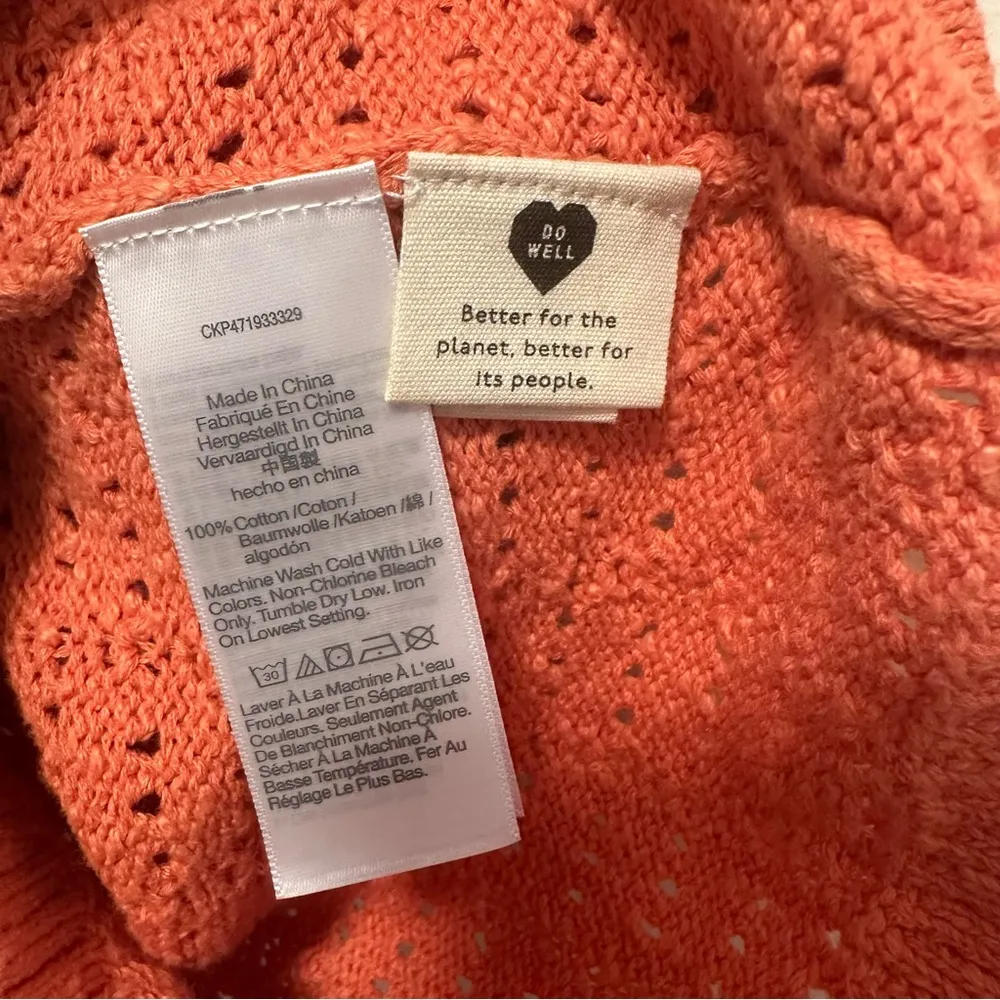 CKP471933329
Made In China
Fabriqué En Chine
Hergestellt In China
Vervaardigd In China
中国製
hecho en china
100% Cotton /Coton /
Baumwolle /Katoen /綿 /
algodón
Machine Wash Cold With Like
Colors. Non-Chlorine Bleach
Only. Tumble Dry Low. Iron
On Lowest Setting.
30
Laver À La Machine À L'eau
Froide.Laver En Séparant Les
Couleurs. Seulement Agent
De Blanchiment Non-Chlore.
Sécher À La Machine À
Basse Température. Fer Au
Réglage Le Plus Bas.
DO
WELL
Better for the
planet, better for
its people.